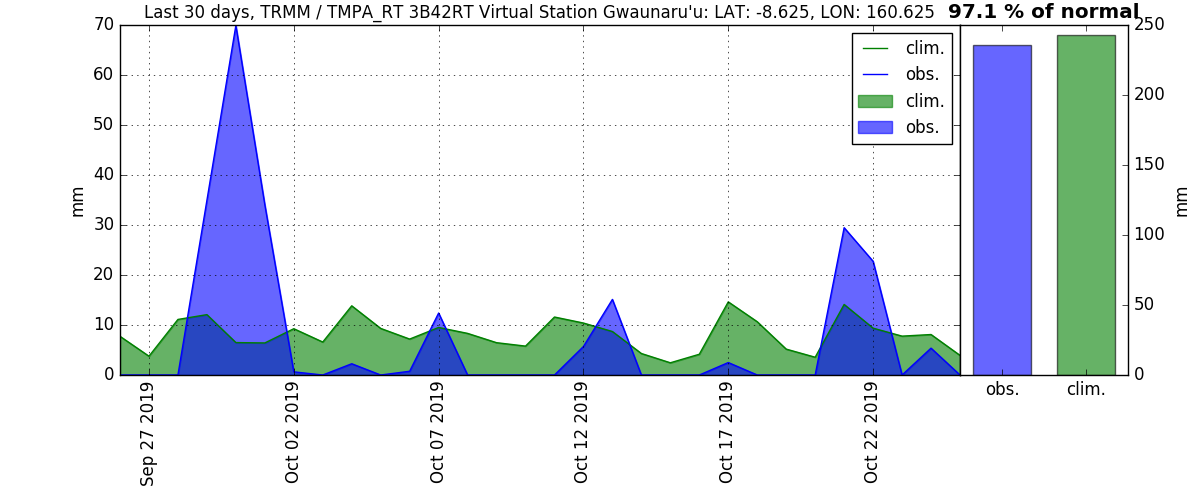 Last 30 days, TRMM / TMPA_RT 3B42RT Virtual Station Gwaunaru'u: LAT: -8.625, LON: 160.625
97.1 % of normal
70
60
50
40
30
20
10
0
mm
clim.
obs.
clim.
obs.
250
200
150
100
50
0
mm
Sep 27 2019
Oct 02 2019
Oct 07 2019
Oct 12 2019
Oct 17 2019
Oct 22 2019
obs.
clim.